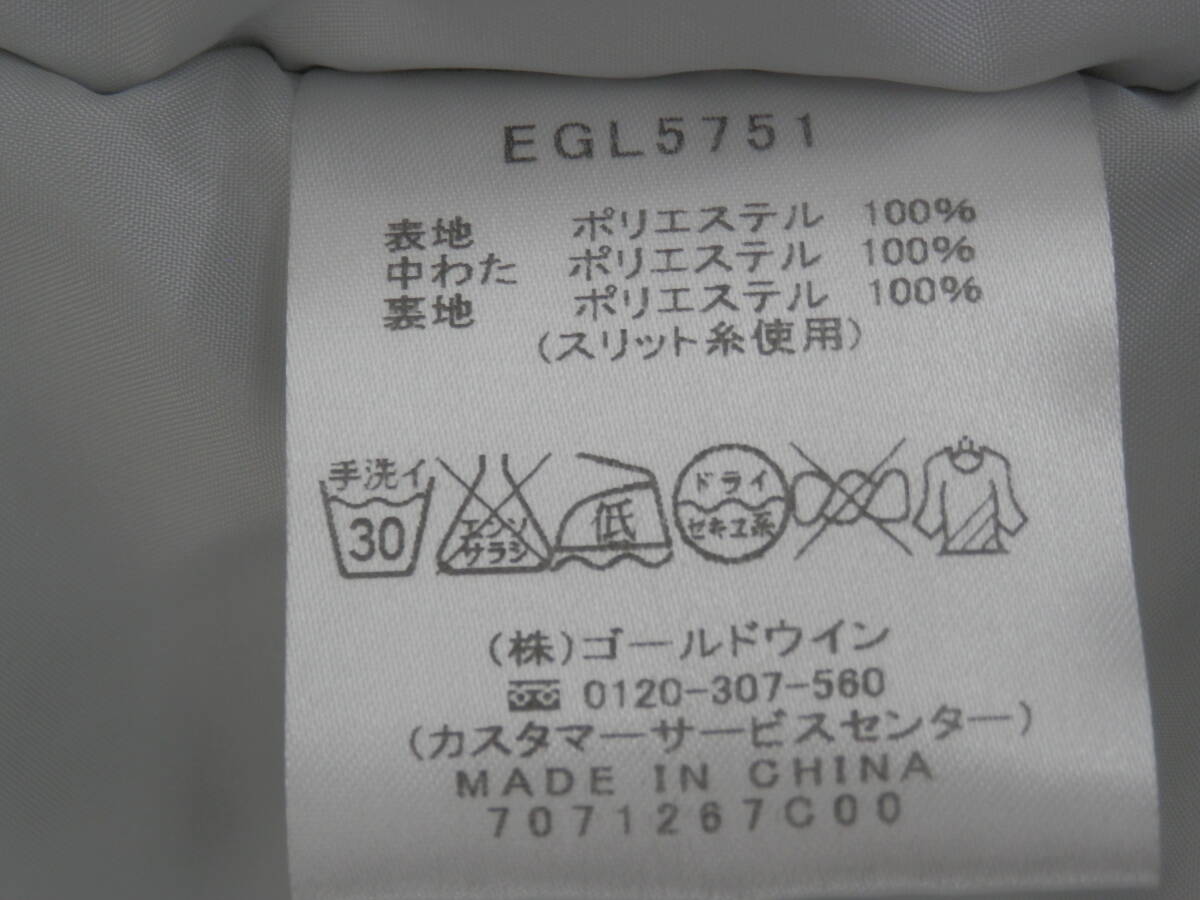 EGL5751
表地 ポリエステル 100%
中わた ポリエステル 100%
裏地 ポリエステル 100%
(スリット糸使用)
手洗イ
30
エンソ
サラシ
低
ドライ
セキユ系
(株)ゴールドウイン
0120-307-560
(カスタマーサービスセンター)
MADE IN CHINA
7071267C00